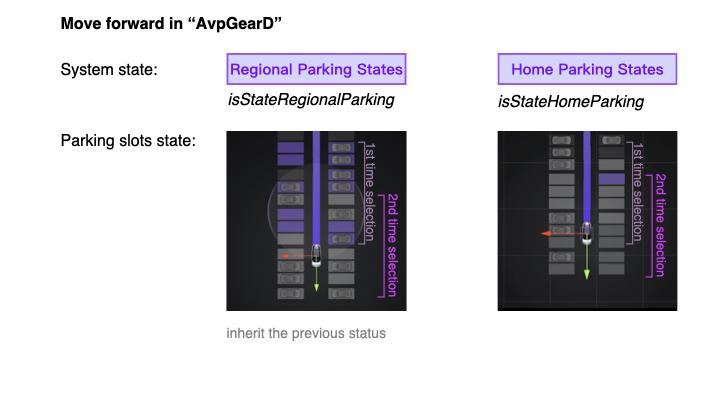 Move forward in “AvpGearD”
System state:
Regional Parking States
Home Parking States
isStateRegionalParking
isStateHomeParking
Parking slots state:
1st time selection
2nd time selection
1st time selection
2nd time selection
inherit the previous status